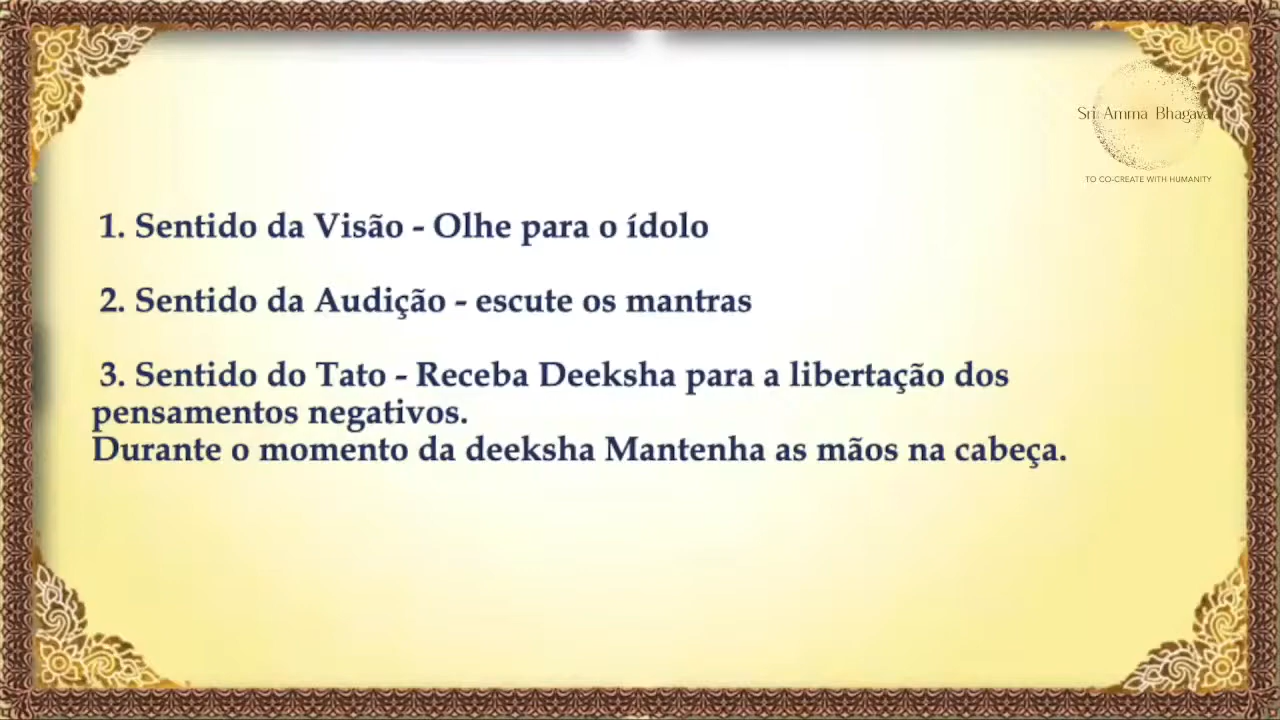 Sri Amma Bhagava
TO CO-CREATE WITH HUMANITY
1. Sentido da Visão - Olhe para o ídolo
2. Sentido da Audição - escute os mantras
3. Sentido do Tato - Receba Deeksha para a libertação dos
pensamentos negativos.
Durante o momento da deeksha Mantenha as mãos na cabeça.